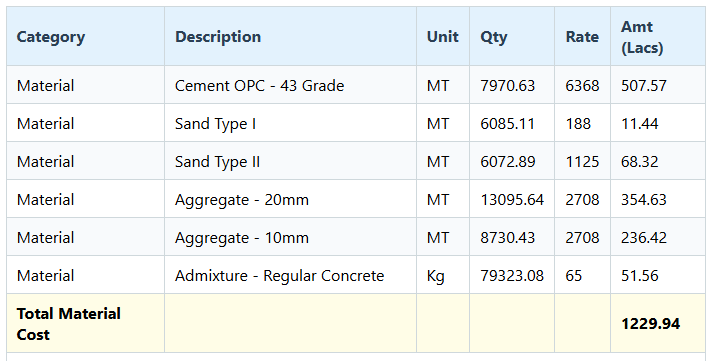 Category Description Unit Qty Rate Amt (Lacs)
Material Cement OPC - 43 Grade MT 7970.63 6368 507.57
Material Sand Type I MT 6085.11 188 11.44
Material Sand Type II MT 6072.89 1125 68.32
Material Aggregate - 20mm MT 13095.64 2708 354.63
Material Aggregate - 10mm MT 8730.43 2708 236.42
Material Admixture - Regular Concrete Kg 79323.08 65 51.56
Total Material Cost 1229.94